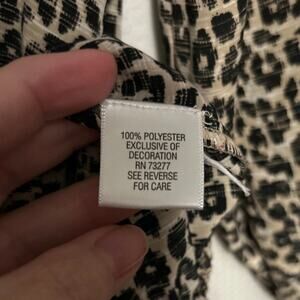 100% POLYESTER
EXCLUSIVE OF
DECORATION
RN 73277
SEE REVERSE
FOR CARE